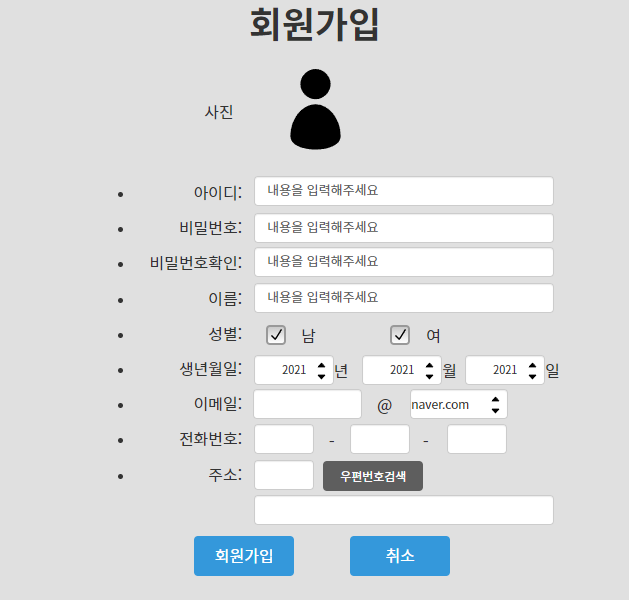 회원가입
사진
아이디: 내용을 입력해주세요
비밀번호: 내용을 입력해주세요
비밀번호확인: 내용을 입력해주세요
이름: 내용을 입력해주세요
성별: 남 여
생년월일: 2021 년 2021 월 2021 일
이메일: @ naver.com
전화번호: - -
주소: 우편번호검색
회원가입 취소